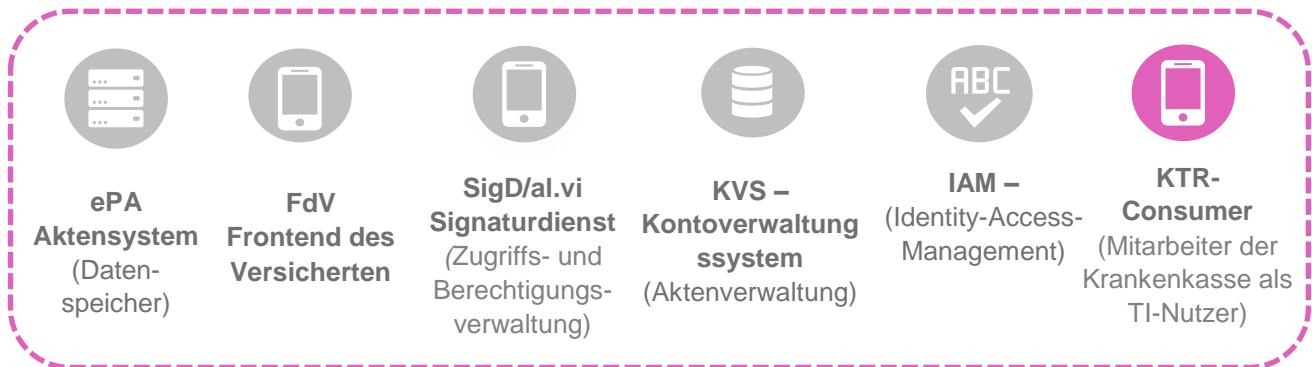 ABC
ePA
Aktensystem
(Daten-
speicher)
FdV
Frontend des
Versicherten
SigD/al.vi
Signaturdienst
(Zugriffs- und
Berechtigungs-
verwaltung)
KVS –
Kontoverwaltung
ssystem
(Aktenverwaltung)
IAM –
(Identity-Access-
Management)
KTR-
Consumer
(Mitarbeiter der
Krankenkasse als
TI-Nutzer)